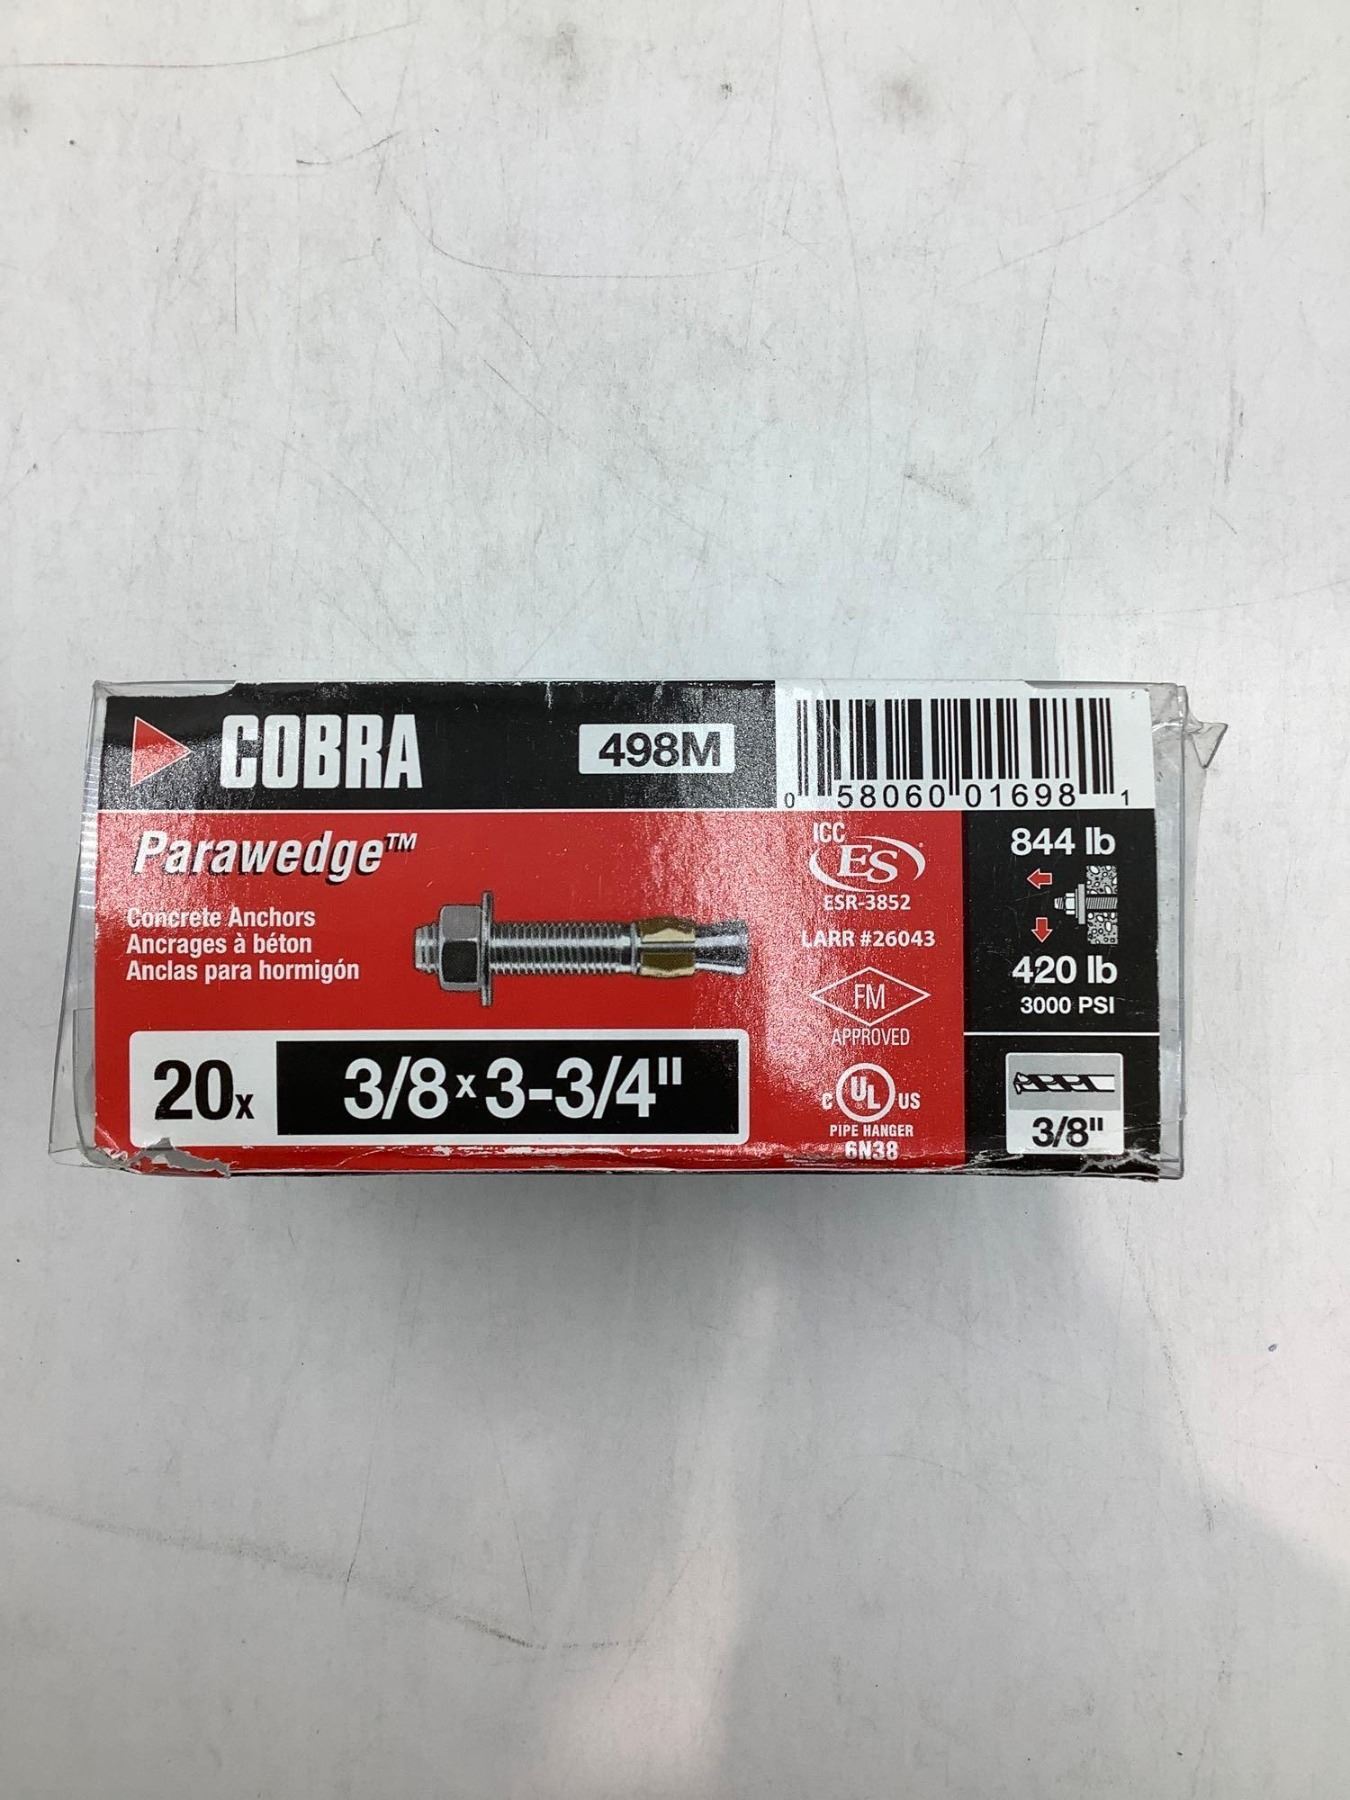 COBRA
498M
0 58060 01698 1
Parawedge™
Concrete Anchors
Ancrages à béton
Anclas para hormigón
20x
3/8 x 3-3/4"
ICC
ES
ESR-3852
LARR #26043
FM
APPROVED
C UL US
PIPE HANGER
6N38
844 lb
420 lb
3000 PSI
3/8"